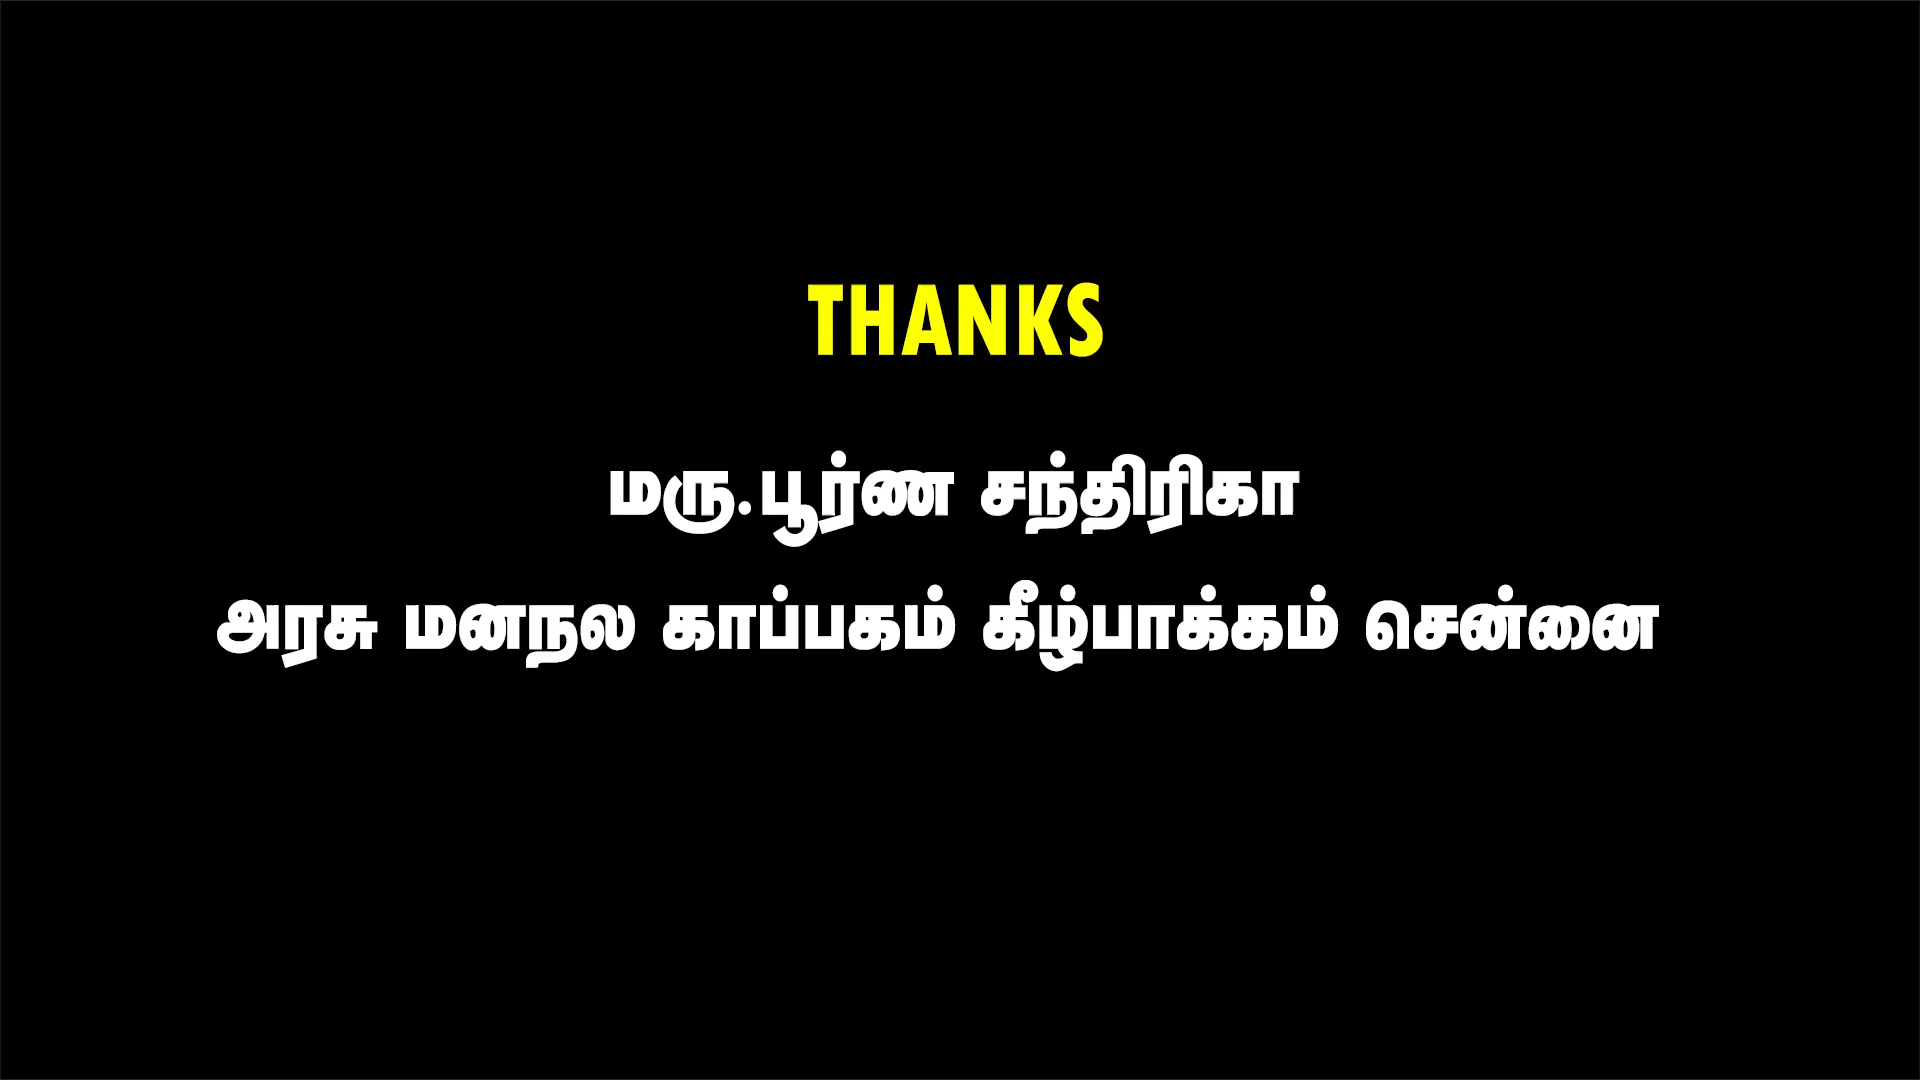 THANKS
மரு.பூர்ண சந்திரிகா
அரசு மனநல காப்பகம் கீழ்பாக்கம் சென்னை